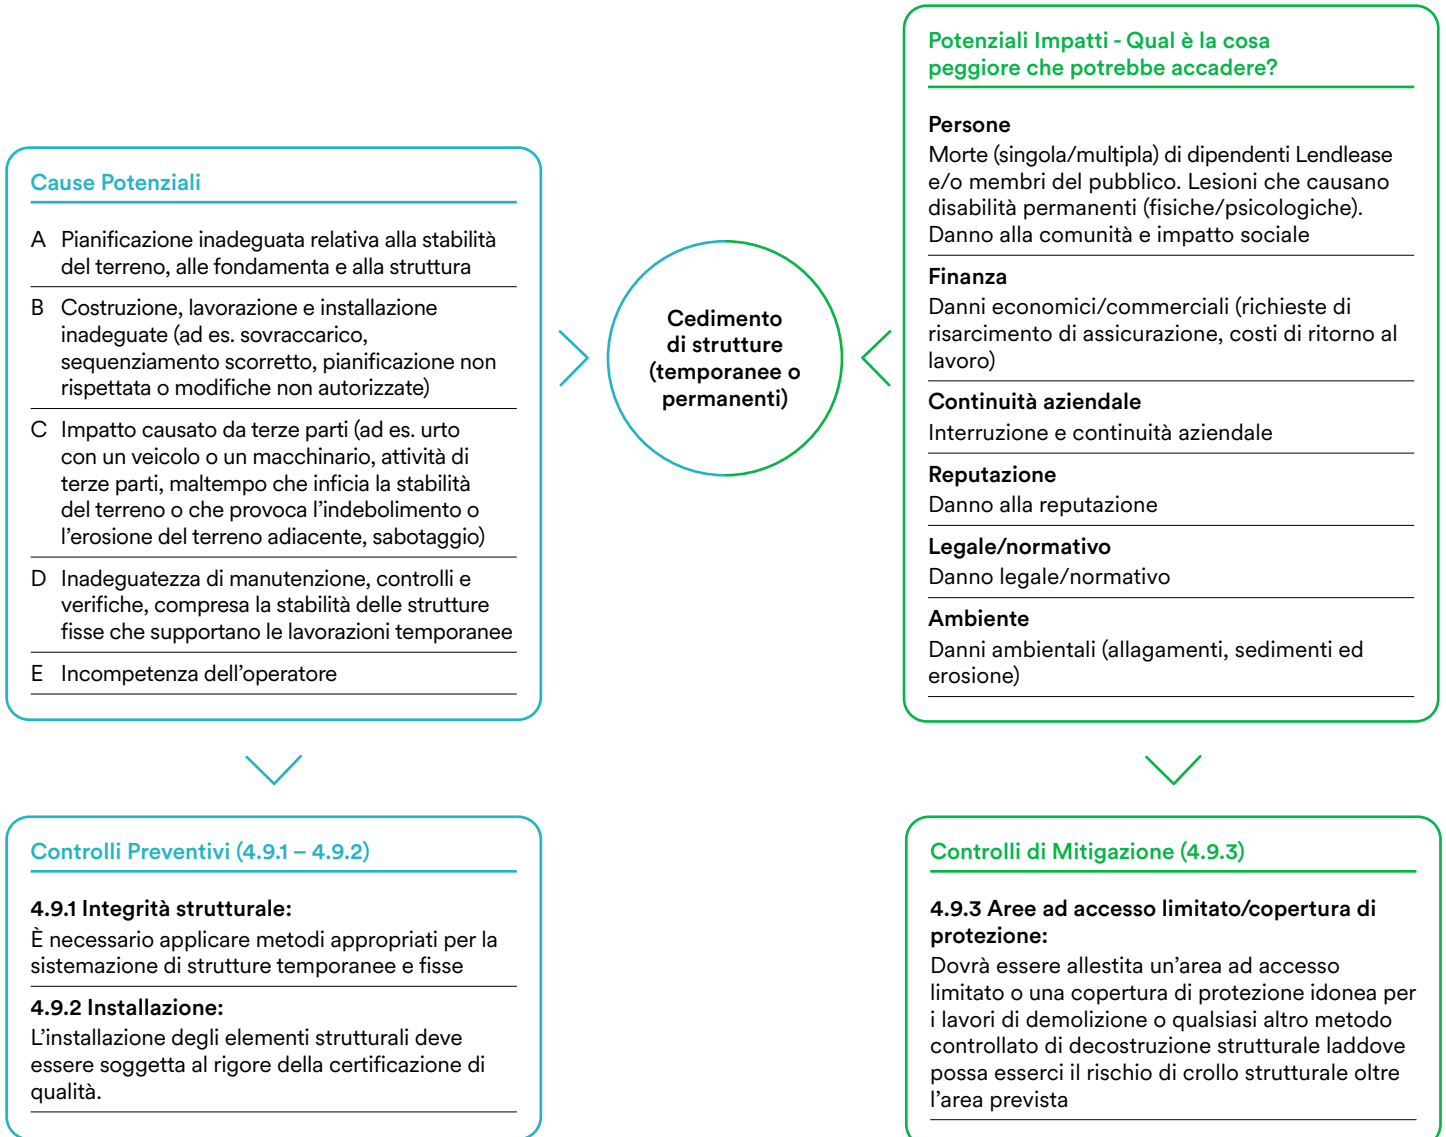 Cause Potenziali
A Pianificazione inadeguata relativa alla stabilità
del terreno, alle fondamenta e alla struttura
B Costruzione, lavorazione e installazione
inadeguate (ad es. sovraccarico,
sequenziamento scorretto, pianificazione non
rispettata o modifiche non autorizzate)
C Impatto causato da terze parti (ad es. urto
con un veicolo o un macchinario, attività di
terze parti, maltempo che inficia la stabilità
del terreno o che provoca l'indebolimento o
l'erosione del terreno adiacente, sabotaggio)
D Inadeguatezza di manutenzione, controlli e
verifiche, compresa la stabilità delle strutture
fisse che supportano le lavorazioni temporanee
E Incompetenza dell'operatore
Cedimento
di strutture
(temporanee o
permanenti)
Potenziali Impatti - Qual è la cosa
peggiore che potrebbe accadere?
Persone
Morte (singola/multipla) di dipendenti Lendlease
e/o membri del pubblico. Lesioni che causano
disabilità permanenti (fisiche/psicologiche).
Danno alla comunità e impatto sociale
Finanza
Danni economici/commerciali (richieste di
risarcimento di assicurazione, costi di ritorno al
lavoro)
Continuità aziendale
Interruzione e continuità aziendale
Reputazione
Danno alla reputazione
Legale/normativo
Danno legale/normativo
Ambiente
Danni ambientali (allagamenti, sedimenti ed
erosione)
Controlli Preventivi (4.9.1 – 4.9.2)
4.9.1 Integrità strutturale:
È necessario applicare metodi appropriati per la
sistemazione di strutture temporanee e fisse
4.9.2 Installazione:
L'installazione degli elementi strutturali deve
essere soggetta al rigore della certificazione di
qualità.
Controlli di Mitigazione (4.9.3)
4.9.3 Aree ad accesso limitato/copertura di
protezione:
Dovrà essere allestita un'area ad accesso
limitato o una copertura di protezione idonea per
i lavori di demolizione o qualsiasi altro metodo
controllato di decostruzione strutturale laddove
possa esserci il rischio di crollo strutturale oltre
l'area prevista